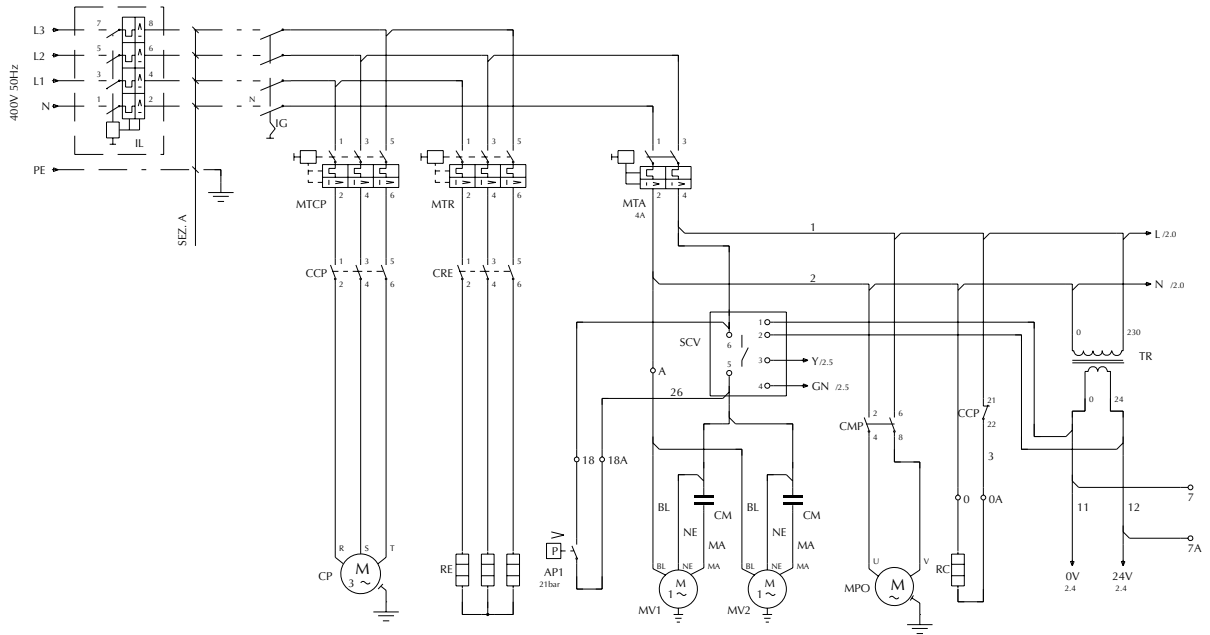 400V 50Hz
L3
L2
L1
N
PE
7 8
5 6
3 4
1 2
IL
SEZ. A
N
IG
1 3 5
MTCP
2 4 6
1 3 5
MTR
2 4 6
1 3
MTA
4A
2 4
CCP
1 3 5
2 4 6
CRE
1 3 5
2 4 6
1
L /2.0
2
N /2.0
SCV
6
5
1
2
3
4
Y/2.5
GN /2.5
A
26
0 230
TR
0 24
CMP
2 6
4 8
CCP
21
22
3
18 18A
0 0A
11 12
7
7A
BL NE MA CM
BL NE MA CM
R S T
CP
M
3 ~
RE
P
AP1
21bar
BL NE MA
M
1 ~
MV1
BL NE MA
M
1 ~
MV2
U V
M
~
MPO
RC
0V
2.4
24V
2.4